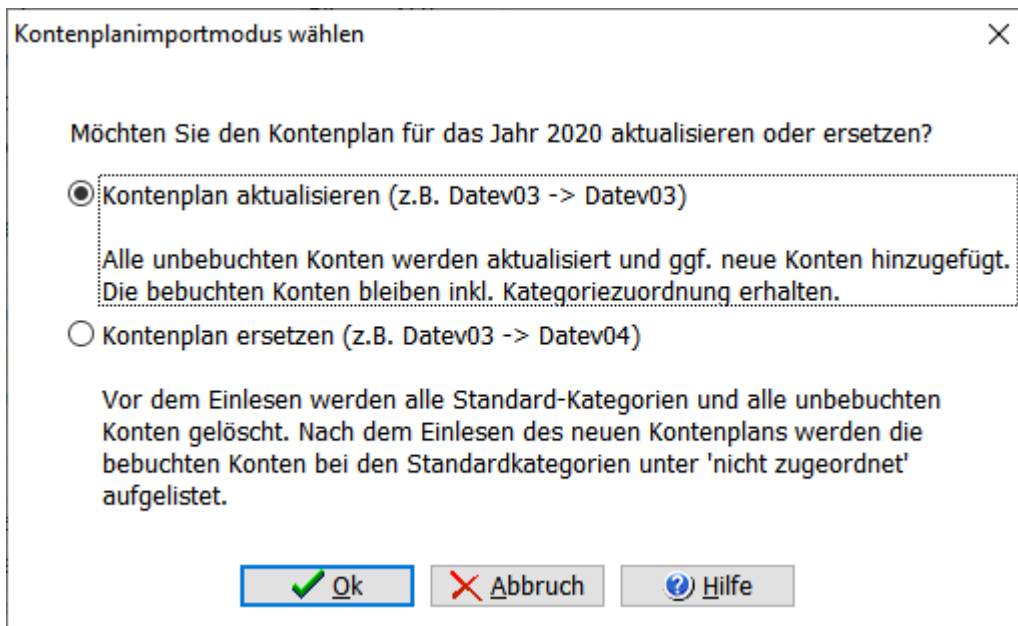 Kontenplanimportmodus wählen
Möchten Sie den Kontenplan für das Jahr 2020 aktualisieren oder ersetzen?
Kontenplan aktualisieren (z.B. Datev03 -> Datev03)
Alle unbebuchten Konten werden aktualisiert und ggf. neue Konten hinzugefügt.
Die bebuchten Konten bleiben inkl. Kategoriezuordnung erhalten.
Kontenplan ersetzen (z.B. Datev03 -> Datev04)
Vor dem Einlesen werden alle Standard-Kategorien und alle unbebuchten
Konten gelöscht. Nach dem Einlesen des neuen Kontenplans werden die
bebuchten Konten bei den Standardkategorien unter 'nicht zugeordnet'
aufgelistet.
Ok Abbruch Hilfe